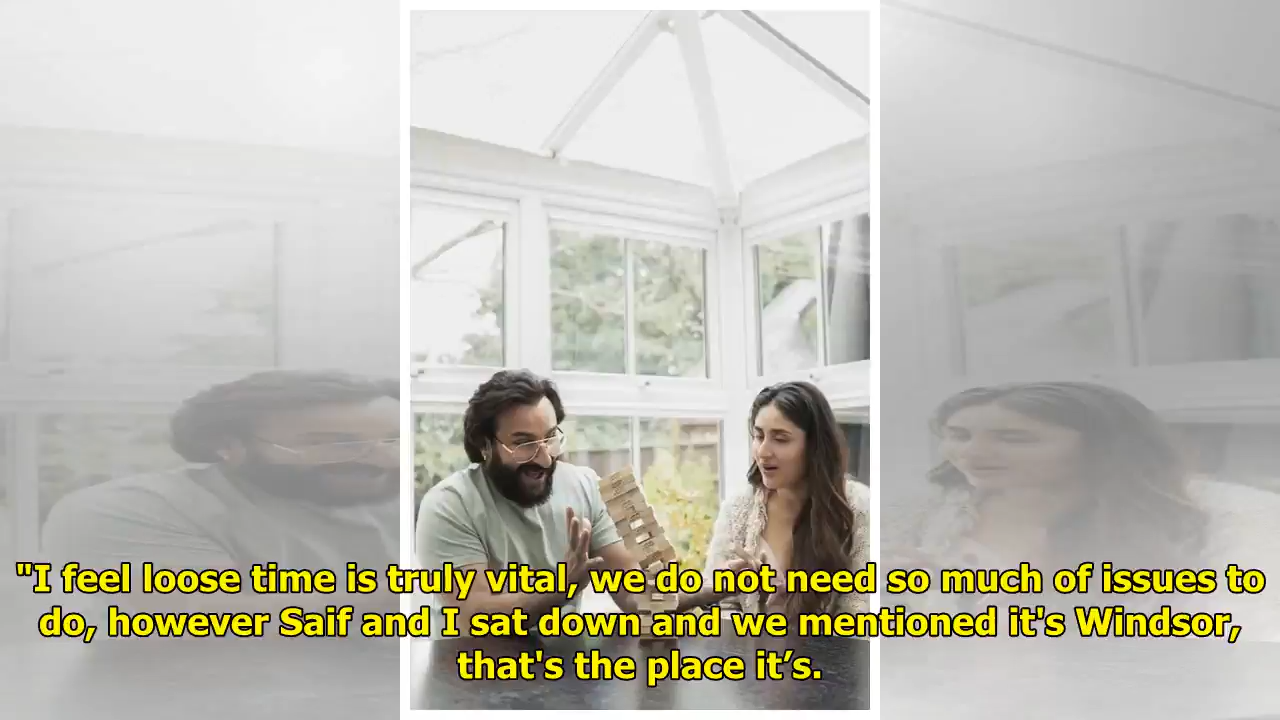 "I feel loose time is truly vital, we do not need so much of issues to
do, however Saif and I sat down and we mentioned it's Windsor,
that's the place it’s.